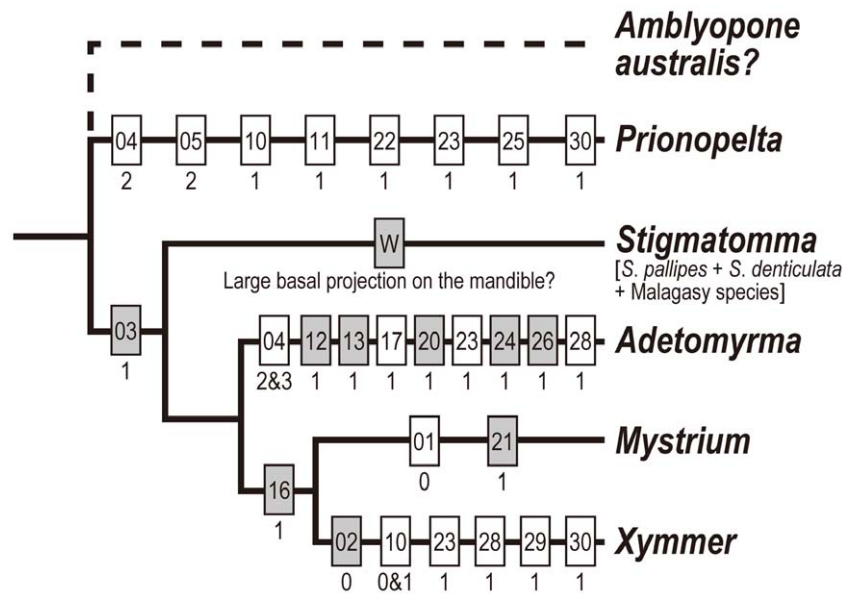 Amblyopone
australis?
04 05 10 11 22 23 25 30 Prionopelta
2 2 1 1 1 1 1 1
W Stigmatomma
[S. pallipes + S. denticulata
+ Malagasy species]
Large basal projection on the mandible?
03
1
04 12 13 17 20 23 24 26 28 Adetomyrma
2&3 1 1 1 1 1 1 1 1
01 21 Mystrium
0 1
16
1
02 10 23 28 29 30 Xymmer
0 0&1 1 1 1 1